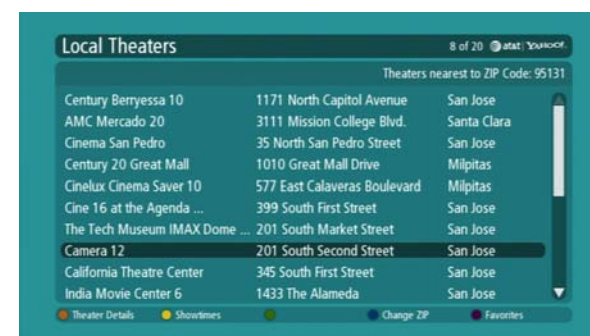 Local Theaters 8 of 20 at&t YAHOO!
Theaters nearest to ZIP Code: 95131
Century Berryessa 10 1171 North Capitol Avenue San Jose
AMC Mercado 20 3111 Mission College Blvd. Santa Clara
Cinema San Pedro 35 North San Pedro Street San Jose
Century 20 Great Mall 1010 Great Mall Drive Milpitas
Cinelux Cinema Saver 10 577 East Calaveras Boulevard Milpitas
Cine 16 at the Agenda ... 399 South First Street San Jose
The Tech Museum IMAX Dome ... 201 South Market Street San Jose
Camera 12 201 South Second Street San Jose
California Theatre Center 345 South First Street San Jose
India Movie Center 6 1433 The Alameda San Jose
Theater Details Showtimes Change ZIP Favorites